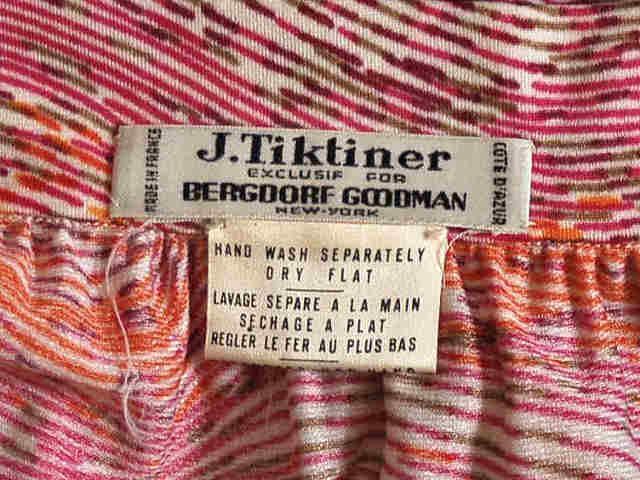 MADE IN FRANCE
J.Tiktiner
EXCLUSIF FOR
BERGDORF GOODMAN
NEW-YORK
COTE D'AZUR
HAND WASH SEPARATELY
DRY FLAT
LAVAGE SEPARE A LA MAIN
SECHAGE A PLAT
REGLER LE FER AU PLUS BAS